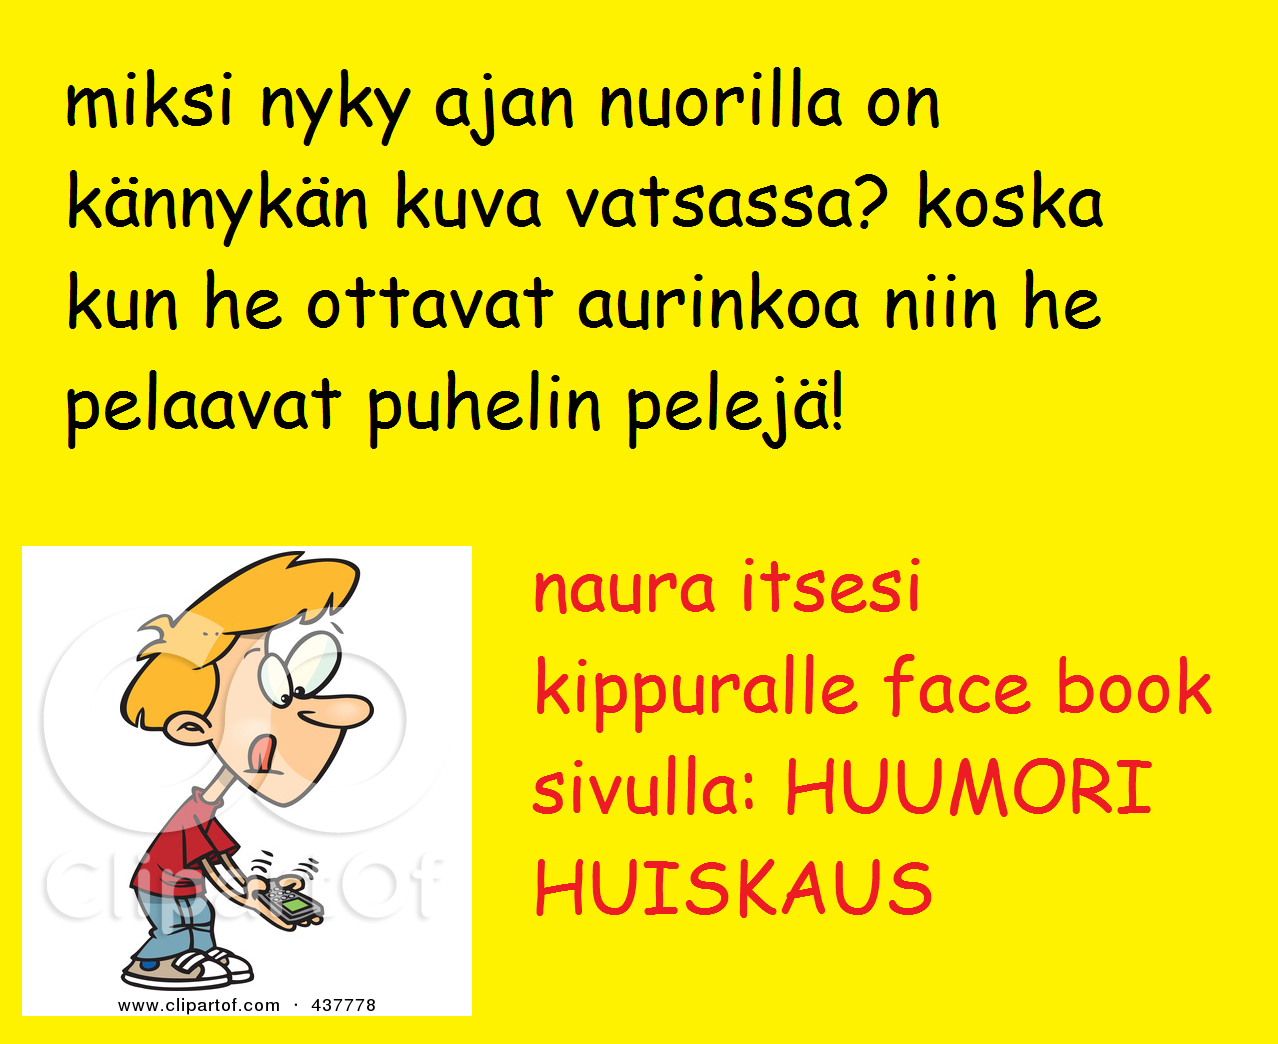 miksi nyky ajan nuorilla on
kännykän kuva vatsassa? koska
kun he ottavat aurinkoa niin he
pelaavat puhelin pelejä!
naura itsesi
kippuralle face book
sivulla: HUUMORI
HUISKAUS
clipartOf
www.clipartof.com · 437778